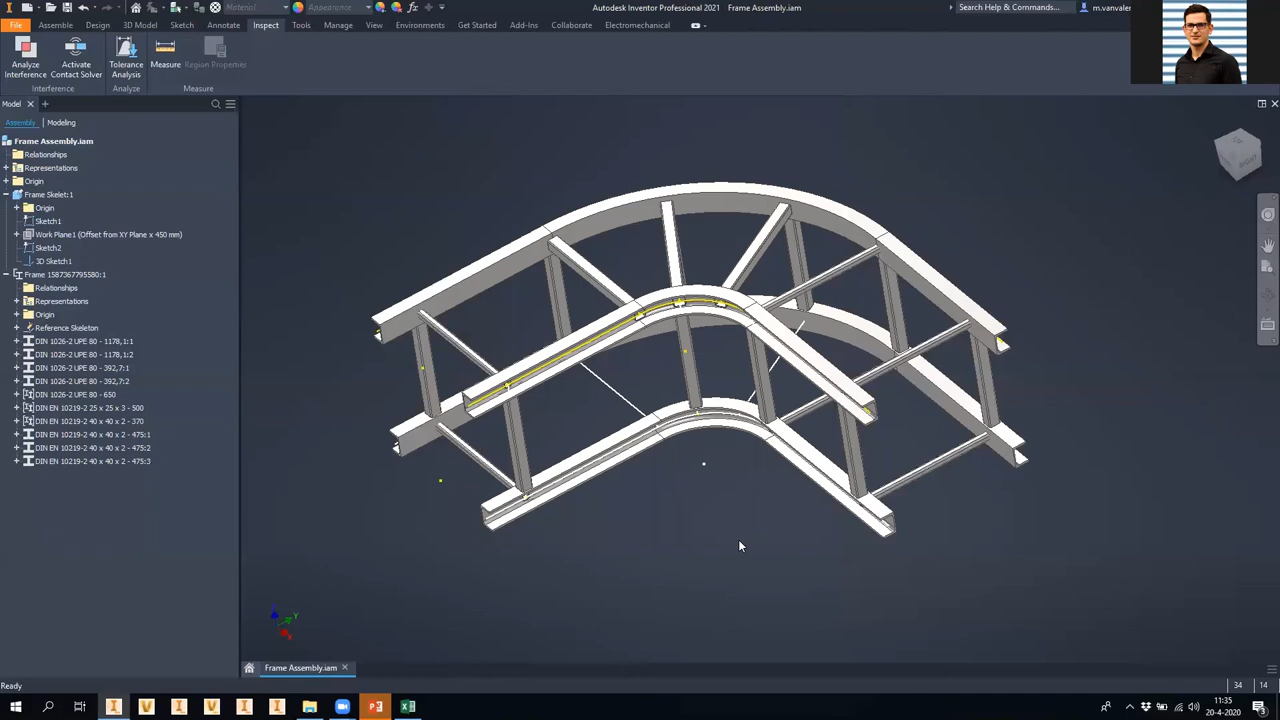 Material
Appearance
Autodesk Inventor Professional 2021 Frame Assembly.iam
Search Help & Commands...
m.vanvaler
File Assembly Design 3D Model Sketch Annotate Inspect Tools Manage View Environments Get Started Add-Ins Collaborate Electromechanical
Analyze Interference
Activate Contact Solver
Tolerance Analysis
Measure
Region Properties
Interference
Analyze
Measure
Model
Assembly Modeling
Frame Assembly.iam
Relationships
Representations
Origin
Frame Skelet:1
Origin
Sketch1
Work Plane1 (Offset from XY Plane x 450 mm)
Sketch2
3D Sketch1
Frame 1587367795580:1
Relationships
Representations
Origin
Reference Skeleton
DIN 1026-2 UPE 80 - 1178,1:1
DIN 1026-2 UPE 80 - 1178,1:2
DIN 1026-2 UPE 80 - 392,7:1
DIN 1026-2 UPE 80 - 392,7:2
DIN 1026-2 UPE 80 - 650
DIN EN 10219-2 25 x 25 x 3 - 500
DIN EN 10219-2 40 x 40 x 2 - 370
DIN EN 10219-2 40 x 40 x 2 - 475:1
DIN EN 10219-2 40 x 40 x 2 - 475:2
DIN EN 10219-2 40 x 40 x 2 - 475:3
RIGHT
Y
Frame Assembly.iam
Ready
34 14
11:35
20-4-2020
3